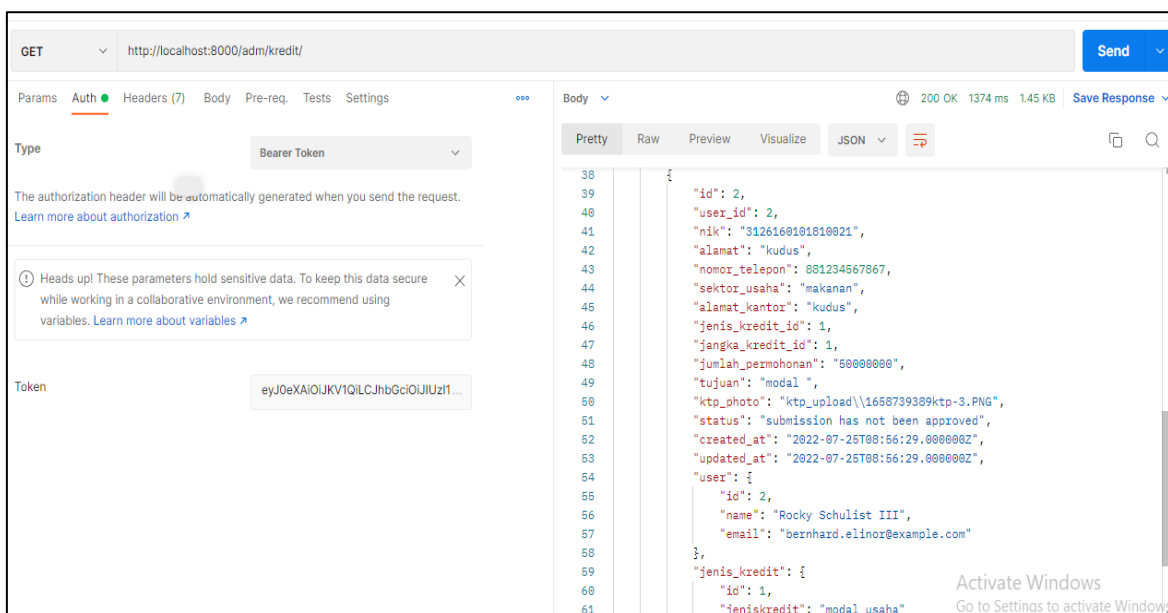 GET http://localhost:8000/adm/kredit/ Send
Params Auth Headers (7) Body Pre-req. Tests Settings
Body 200 OK 1374 ms 1.45 KB Save Response
Type Bearer Token
Pretty Raw Preview Visualize JSON
The authorization header will be automatically generated when you send the request.
Learn more about authorization ↗
Heads up! These parameters hold sensitive data. To keep this data secure
while working in a collaborative environment, we recommend using
variables. Learn more about variables ↗
Token eyJ0eXAiOiJKV1QiLCJhbGciOiJIUzI1...
38 {
39 "id": 2,
40 "user_id": 2,
41 "nik": "3126160101810021",
42 "alamat": "kudus",
43 "nomor_telepon": 881234567867,
44 "sektor_usaha": "makanan",
45 "alamat_kantor": "kudus",
46 "jenis_kredit_id": 1,
47 "jangka_kredit_id": 1,
48 "jumlah_permohonan": "50000000",
49 "tujuan": "modal ",
50 "ktp_photo": "ktp_upload\\1658739389ktp-3.PNG",
51 "status": "submission has not been approved",
52 "created_at": "2022-07-25T08:56:29.000000Z",
53 "updated_at": "2022-07-25T08:56:29.000000Z",
54 "user": {
55 "id": 2,
56 "name": "Rocky Schulist III",
57 "email": "bernhard.elinor@example.com"
58 },
59 "jenis_kredit": {
60 "id": 1,
61 "jeniskredit": "modal usaha"
Activate Windows
Go to Settings to activate Windows